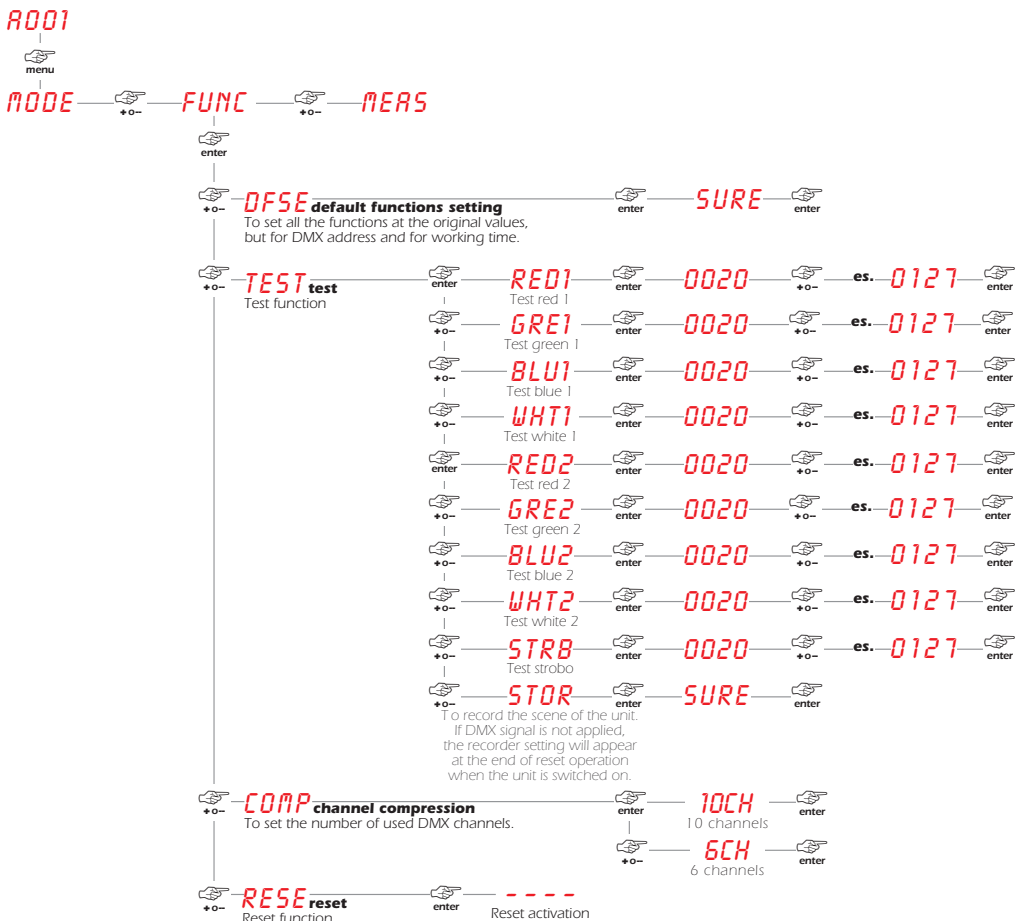 A001
menu
MODE +o– FUNC +o– MEAS
enter
+o– DFSE default functions setting enter SURE enter
To set all the functions at the original values,
but for DMX address and for working time.
+o– TEST test enter RED1 enter 0020 +o– es. 0127 enter
Test function
Test red 1
+o– GRE1 enter 0020 +o– es. 0127 enter
Test green 1
+o– BLU1 enter 0020 +o– es. 0127 enter
Test blue 1
+o– WHT1 enter 0020 +o– es. 0127 enter
Test white 1
enter RED2 enter 0020 +o– es. 0127 enter
Test red 2
+o– GRE2 enter 0020 +o– es. 0127 enter
Test green 2
+o– BLU2 enter 0020 +o– es. 0127 enter
Test blue 2
+o– WHT2 enter 0020 +o– es. 0127 enter
Test white 2
+o– STRB enter 0020 +o– es. 0127 enter
Test strobo
+o– STOR enter SURE enter
To record the scene of the unit.
If DMX signal is not applied,
the recorder setting will appear
at the end of reset operation
when the unit is switched on.
+o– COMP channel compression enter 10CH enter
To set the number of used DMX channels.
10 channels
+o– 6CH enter
6 channels
+o– RESE reset enter – – – –
Reset function
Reset activation